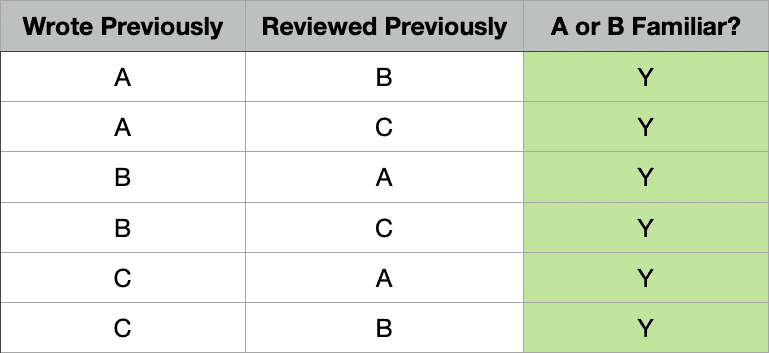 Wrote Previously Reviewed Previously A or B Familiar?
A B Y
A C Y
B A Y
B C Y
C A Y
C B Y